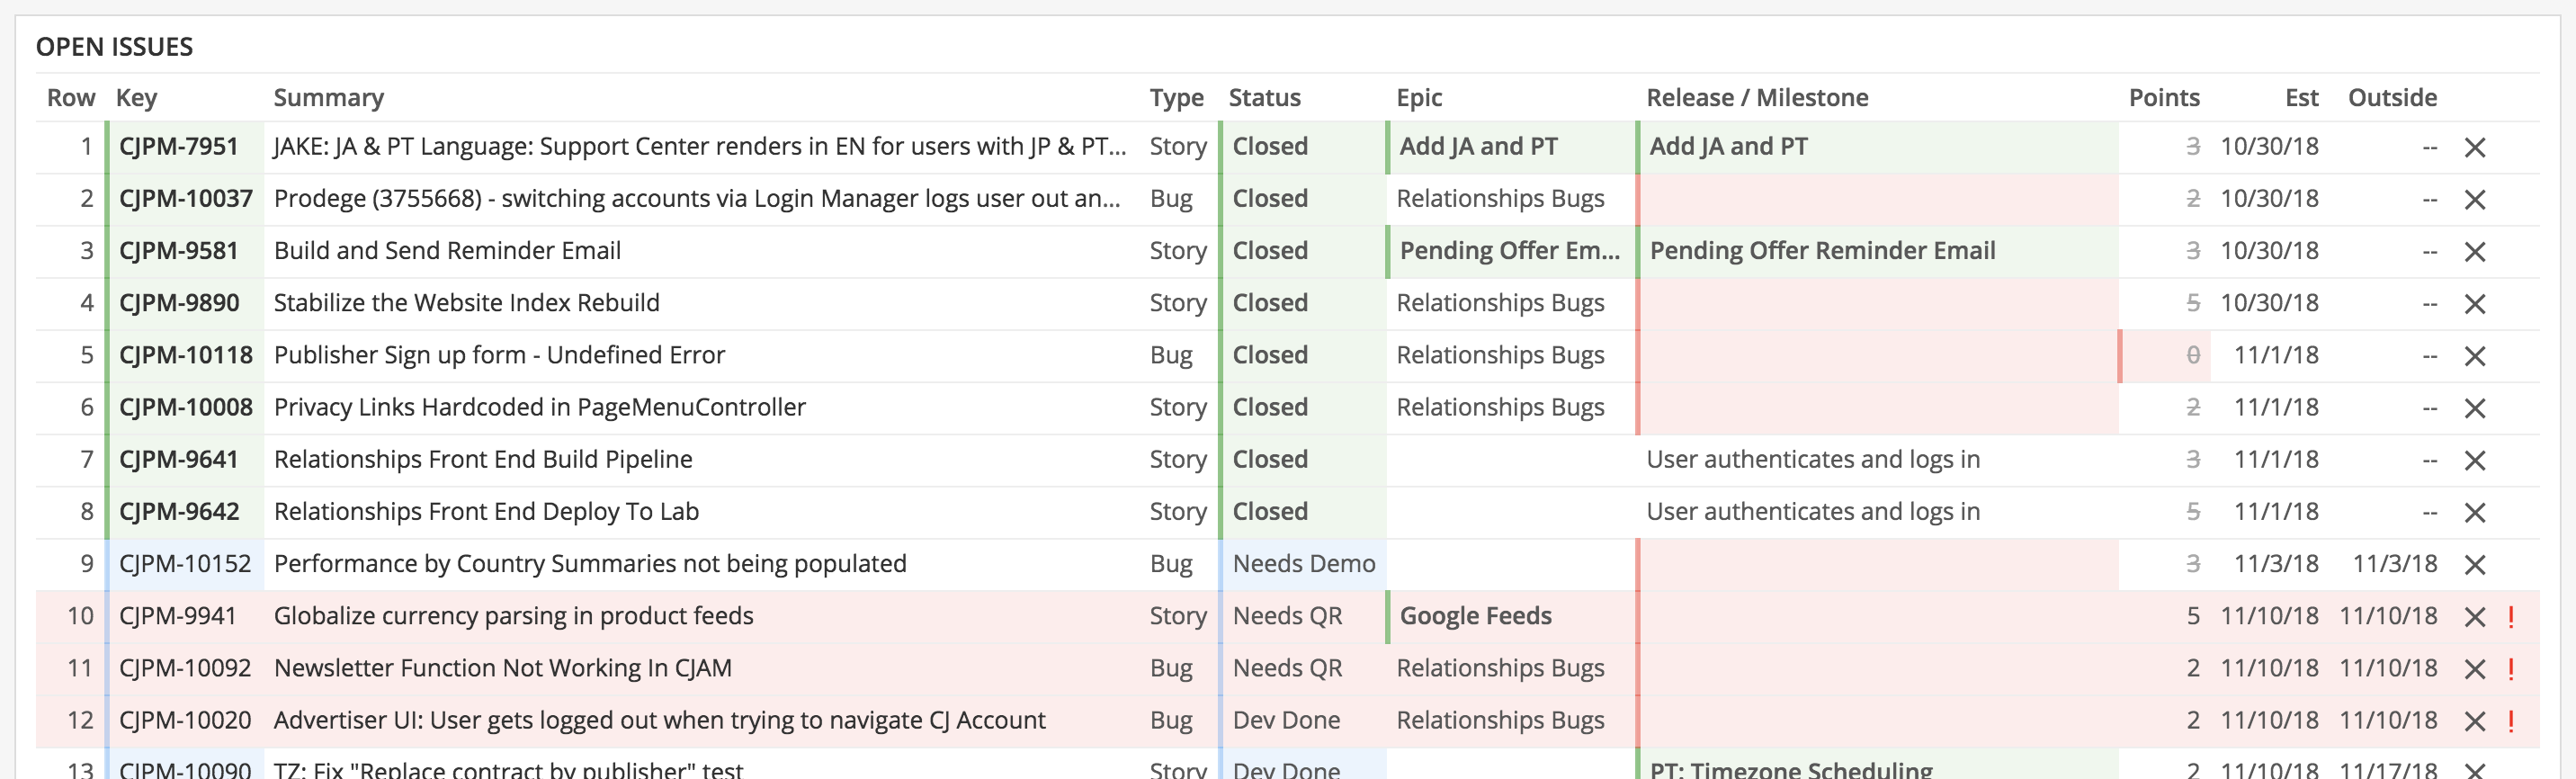 OPEN ISSUES
Row Key Summary Type Status Epic Release / Milestone Points Est Outside
1 CJPM-7951 JAKE: JA & PT Language: Support Center renders in EN for users with JP & PT... Story Closed Add JA and PT Add JA and PT 3 10/30/18 --
2 CJPM-10037 Prodege (3755668) - switching accounts via Login Manager logs user out an... Bug Closed Relationships Bugs 2 10/30/18 --
3 CJPM-9581 Build and Send Reminder Email Story Closed Pending Offer Em... Pending Offer Reminder Email 3 10/30/18 --
4 CJPM-9890 Stabilize the Website Index Rebuild Story Closed Relationships Bugs 5 10/30/18 --
5 CJPM-10118 Publisher Sign up form - Undefined Error Bug Closed Relationships Bugs 0 11/1/18 --
6 CJPM-10008 Privacy Links Hardcoded in PageMenuController Story Closed Relationships Bugs 2 11/1/18 --
7 CJPM-9641 Relationships Front End Build Pipeline Story Closed User authenticates and logs in 3 11/1/18 --
8 CJPM-9642 Relationships Front End Deploy To Lab Story Closed User authenticates and logs in 5 11/1/18 --
9 CJPM-10152 Performance by Country Summaries not being populated Bug Needs Demo 3 11/3/18 11/3/18
10 CJPM-9941 Globalize currency parsing in product feeds Story Needs QR Google Feeds 5 11/10/18 11/10/18 !
11 CJPM-10092 Newsletter Function Not Working In CJAM Bug Needs QR Relationships Bugs 2 11/10/18 11/10/18 !
12 CJPM-10020 Advertiser UI: User gets logged out when trying to navigate CJ Account Bug Dev Done Relationships Bugs 2 11/10/18 11/10/18 !
13 CJPM-10090 TZ: Fix "Replace contract by publisher" test Story Dev Done PT: Timezone Scheduling 2 11/10/18 11/17/18